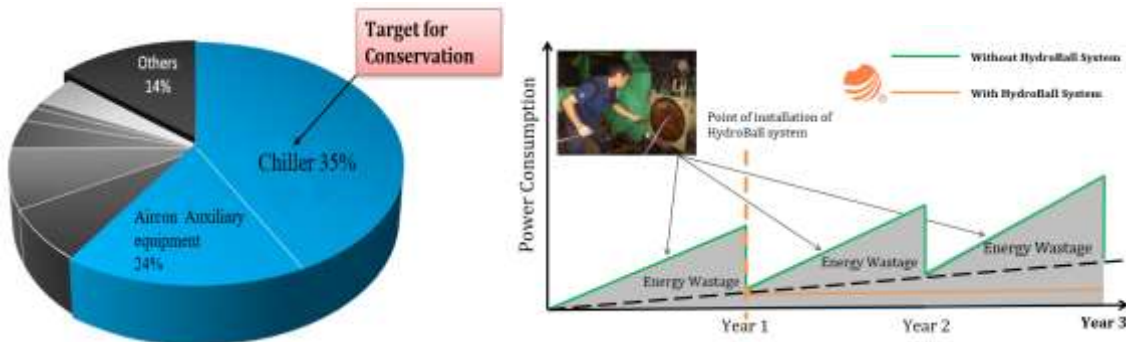 Target for
Conservation
Others
14%
Chiller 35%
Aircon Auxiliary
equipment
24%
Power Consumption
Point of installation of
HydroBall system
Without HydroBall System
With HydroBall System
Energy Wastage
Energy Wastage
Energy Wastage
Year 1
Year 2
Year 3